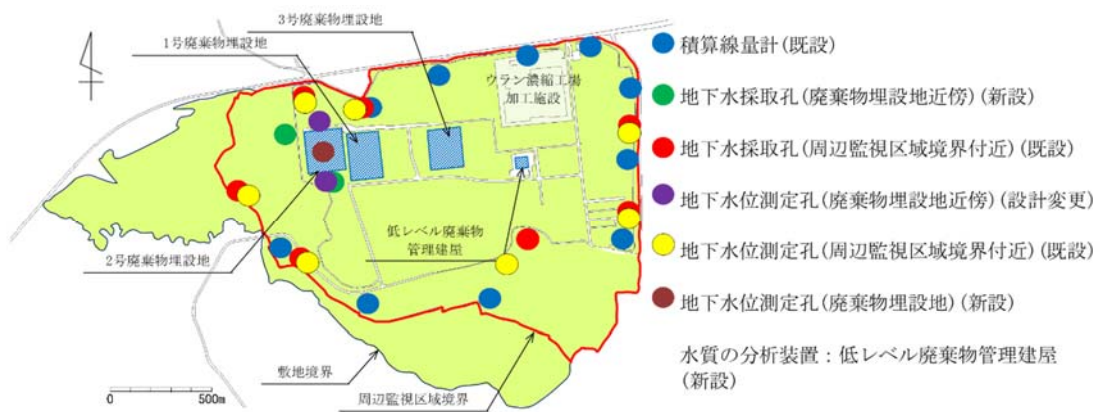 3号廃棄物埋設地
1号廃棄物埋設地
ウラン濃縮工場
加工施設
低レベル廃棄物
管理建屋
2号廃棄物埋設地
敷地境界
周辺監視区域境界
0
500m
積算線量計(既設)
地下水採取孔(廃棄物埋設地近傍)(新設)
地下水採取孔(周辺監視区域境界付近)(既設)
地下水位測定孔(廃棄物埋設地近傍)(設計変更)
地下水位測定孔(周辺監視区域境界付近)(既設)
地下水位測定孔(廃棄物埋設地)(新設)
水質の分析装置：低レベル廃棄物管理建屋
(新設)